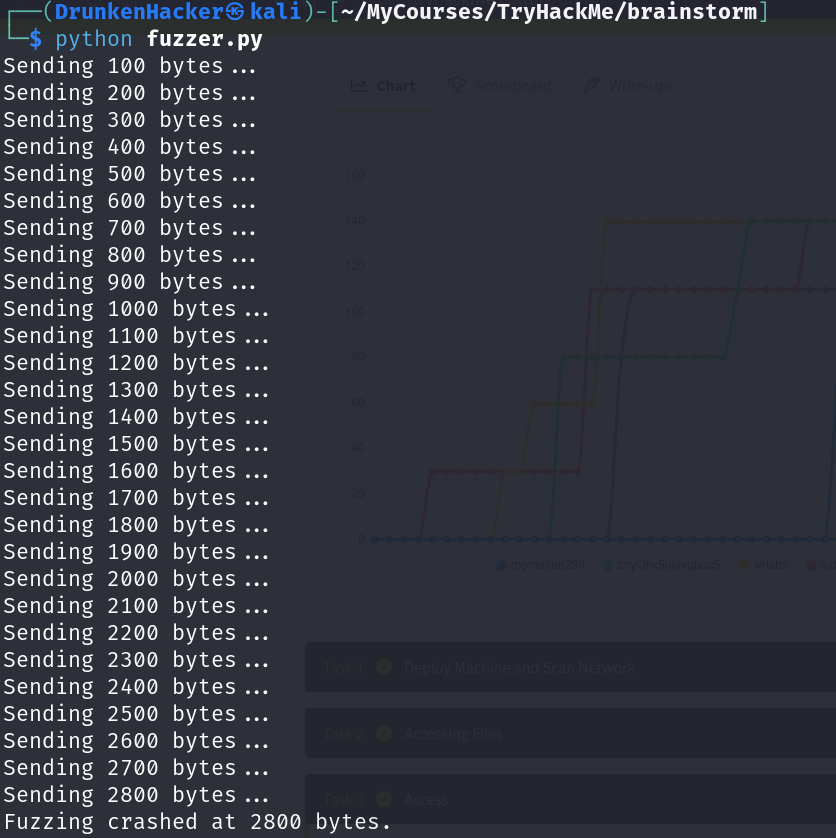 ┌──(DrunkenHacker㉿kali)-[~/MyCourses/TryHackMe/brainstorm]
└─$ python fuzzer.py
Sending 100 bytes...
Sending 200 bytes...
Sending 300 bytes...
Sending 400 bytes...
Sending 500 bytes...
Sending 600 bytes...
Sending 700 bytes...
Sending 800 bytes...
Sending 900 bytes...
Sending 1000 bytes...
Sending 1100 bytes...
Sending 1200 bytes...
Sending 1300 bytes...
Sending 1400 bytes...
Sending 1500 bytes...
Sending 1600 bytes...
Sending 1700 bytes...
Sending 1800 bytes...
Sending 1900 bytes...
Sending 2000 bytes...
Sending 2100 bytes...
Sending 2200 bytes...
Sending 2300 bytes...
Sending 2400 bytes...
Sending 2500 bytes...
Sending 2600 bytes...
Sending 2700 bytes...
Sending 2800 bytes...
Fuzzing crashed at 2800 bytes.
Chart Scoreboard Write-ups
160
140
120
100
80
60
40
20
0
Task 1 Deploy Machine and Scan Network
Task 2 Accessing Files
Task 3 Access